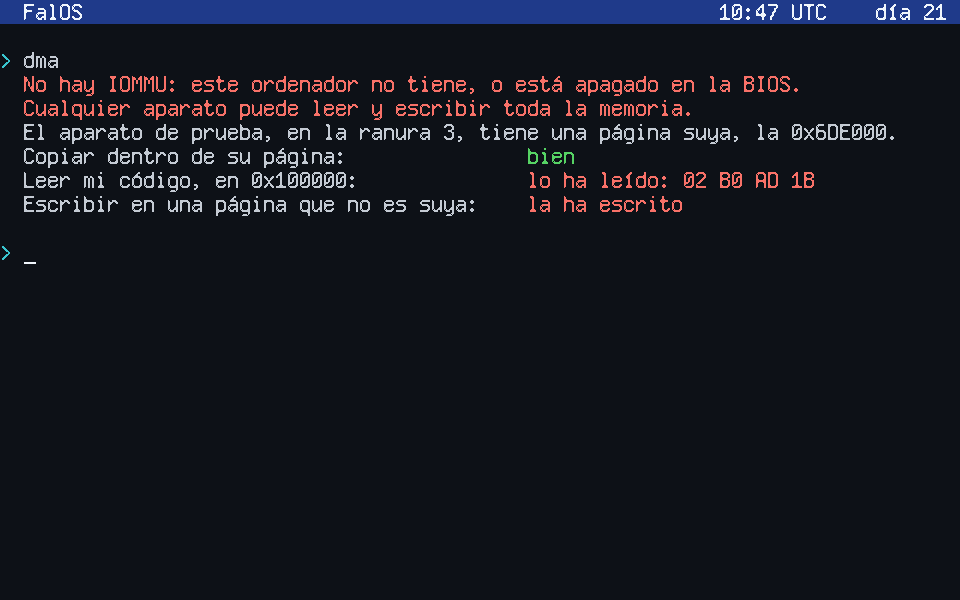 FalOS 10:47 UTC día 21
> dma
No hay IOMMU: este ordenador no tiene, o está apagado en la BIOS.
Cualquier aparato puede leer y escribir toda la memoria.
El aparato de prueba, en la ranura 3, tiene una página suya, la 0x6DE000.
Copiar dentro de su página: bien
Leer mi código, en 0x100000: lo ha leído: 02 B0 AD 1B
Escribir en una página que no es suya: la ha escrito
> _